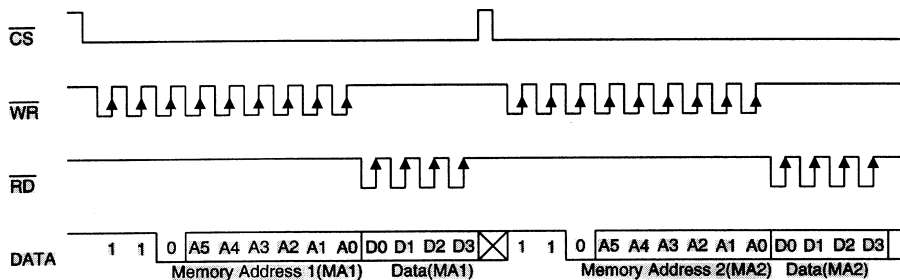 CS
WR
RD
DATA 1 1 0 A5 A4 A3 A2 A1 A0 D0 D1 D2 D3 1 1 0 A5 A4 A3 A2 A1 A0 D0 D1 D2 D3
Memory Address 1(MA1) Data(MA1) Memory Address 2(MA2) Data(MA2)